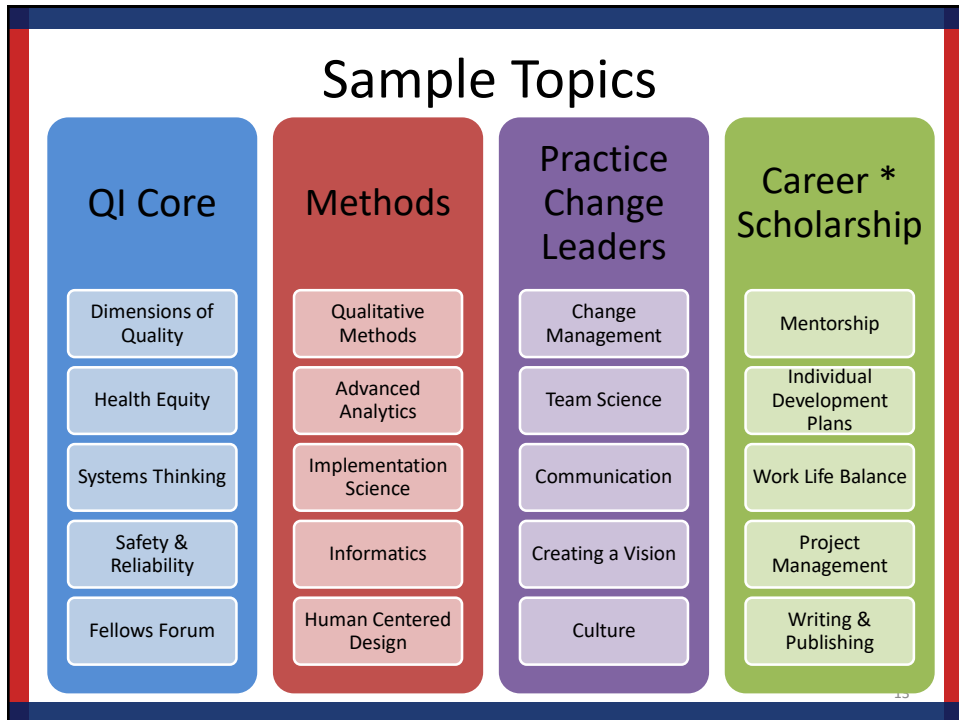 Sample Topics
QI Core
Dimensions of
Quality
Health Equity
Systems Thinking
Safety &
Reliability
Fellows Forum
Methods
Qualitative
Methods
Advanced
Analytics
Implementation
Science
Informatics
Human Centered
Design
Practice
Change
Leaders
Change
Management
Team Science
Communication
Creating a Vision
Culture
Career *
Scholarship
Mentorship
Individual
Development
Plans
Work Life Balance
Project
Management
Writing &
Publishing